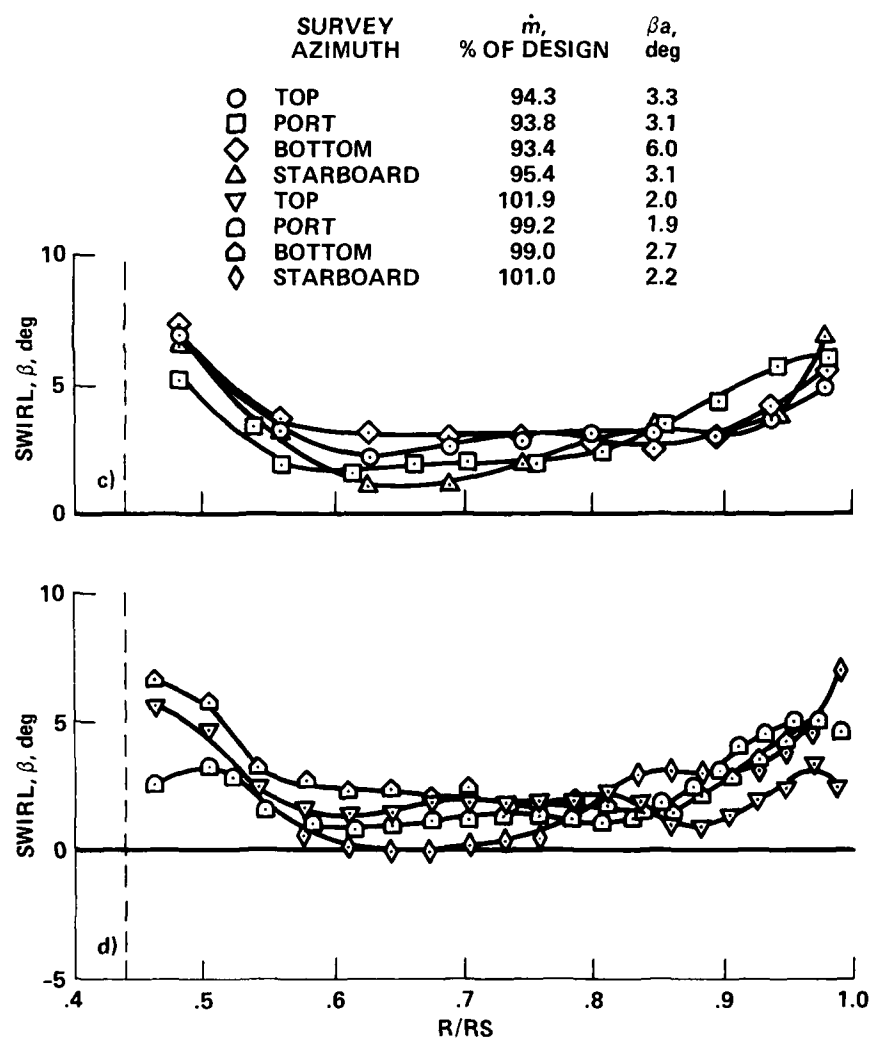 SURVEY AZIMUTH ṁ, % OF DESIGN βa, deg
TOP 94.3 3.3
PORT 93.8 3.1
BOTTOM 93.4 6.0
STARBOARD 95.4 3.1
TOP 101.9 2.0
PORT 99.2 1.9
BOTTOM 99.0 2.7
STARBOARD 101.0 2.2
10
5
0
SWIRL, β, deg
c)
10
5
0
-5
SWIRL, β, deg
d)
.4 .5 .6 .7 .8 .9 1.0
R/RS